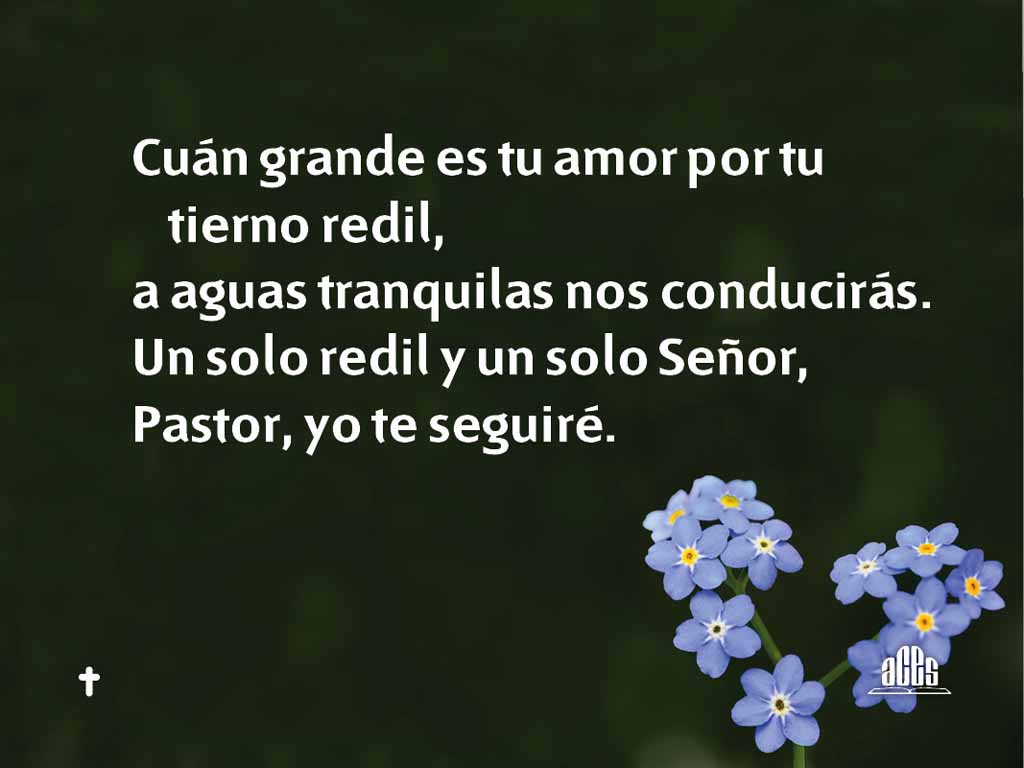 Cuán grande es tu amor por tu
tierno redil,
a aguas tranquilas nos conducirás.
Un solo redil y un solo Señor,
Pastor, yo te seguiré.
aces